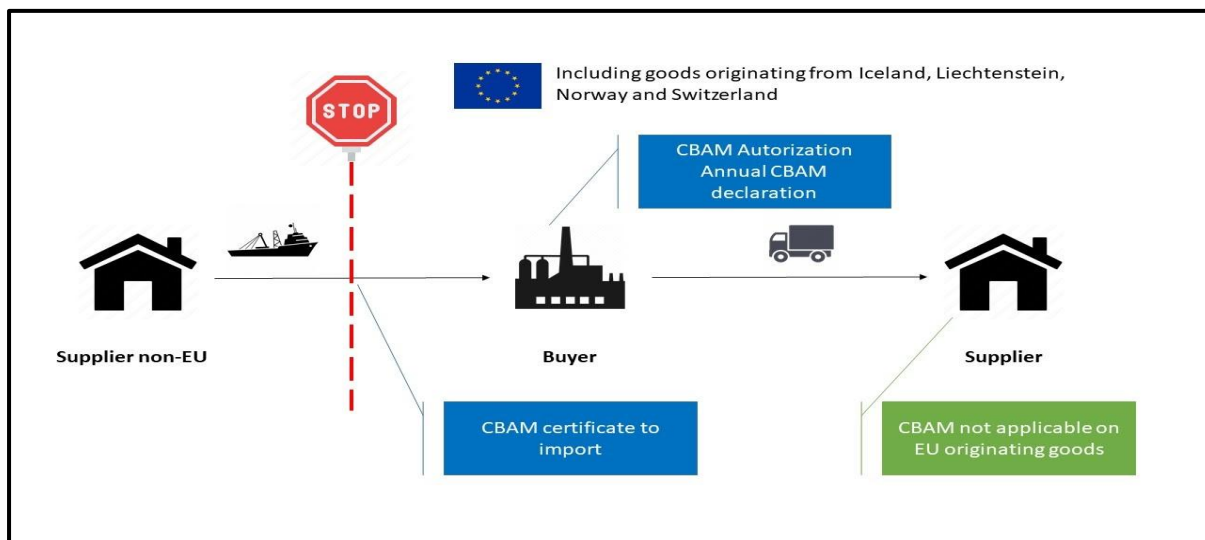 Including goods originating from Iceland, Liechtenstein,
Norway and Switzerland
STOP
CBAM Autorization
Annual CBAM
declaration
Supplier non-EU
Buyer
Supplier
CBAM certificate to
import
CBAM not applicable on
EU originating goods